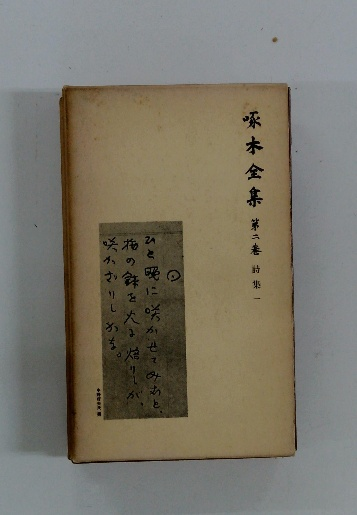 啄木全集 第二巻 詩集 一
ひと晩に咲かせてみむと、
梅の鉢を火に焙りしが、
咲かざりしかな。